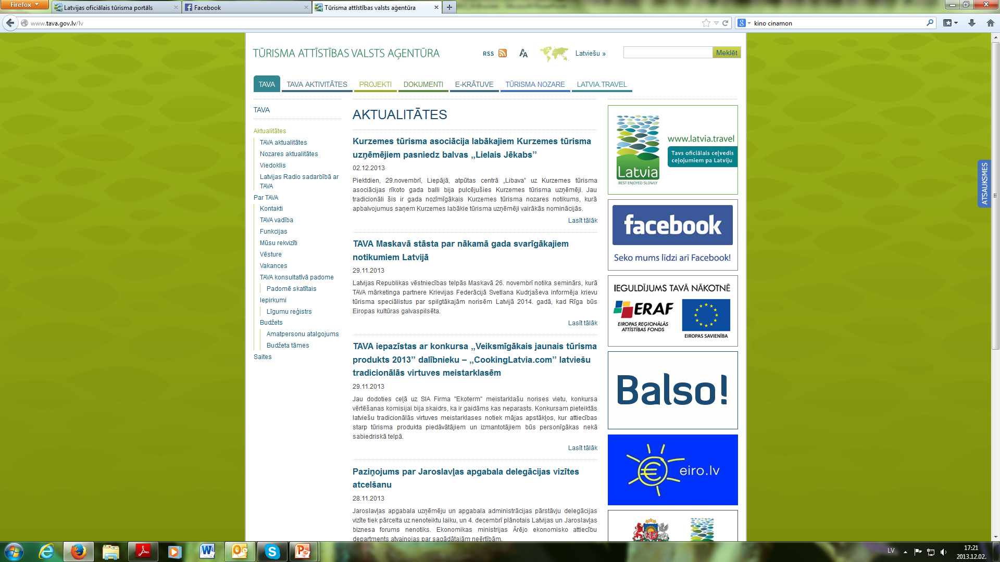 Firefox
Latvijas oficiālais tūrisma portāls
Facebook
Tūrisma attīstības valsts aģentūra
www.tava.gov.lv/lv
kino cinamon
TŪRISMA ATTĪSTĪBAS VALSTS AĢENTŪRA
RSS
Latviešu »
Meklēt
TAVA
TAVA AKTIVITĀTES
PROJEKTI
DOKUMENTI
E-KRĀTUVE
TŪRISMA NOZARE
LATVIA.TRAVEL
TAVA
Aktualitātes
TAVA aktualitātes
Nozares aktualitātes
Viedoklis
Latvijas Radio sadarbībā ar
TAVA
Par TAVA
Kontakti
TAVA vadība
Funkcijas
Mūsu rekvizīti
Vēsture
Vakances
TAVA konsultatīvā padome
Padomē skatītais
Iepirkumi
Līgumu reģistrs
Budžets
Amatpersonu atalgojums
Budžeta tāmes
Saites
AKTUALITĀTES
Kurzemes tūrisma asociācija labākajiem Kurzemes tūrisma
uzņēmējiem pasniedz balvas „Lielais Jēkabs”
02.12.2013
Piektdien, 29.novembrī, Liepājā, atpūtas centrā „Libava” uz Kurzemes tūrisma
asociācijas rīkoto gada balli bija pulcējušies Kurzemes tūrisma uzņēmēji. Jau
tradicionāli šis ir gada nozīmīgākais Kurzemes tūrisma nozares notikums, kurā
apbalvojumus saņem Kurzemes labākie tūrisma uzņēmēji vairākās nominācijās.
Lasīt tālāk
TAVA Maskavā stāsta par nākamā gada svarīgākajiem
notikumiem Latvijā
29.11.2013
Latvijas Republikas vēstniecības telpās Maskavā 26. novembrī notika seminārs, kurā
TAVA mārketinga partnere Krievijas Federācijā Svetlana Kudrjaševa informēja krievu
tūrisma speciālistus par spilgtākajām norisēm Latvijā 2014. gadā, kad Rīga būs
Eiropas kultūras galvaspilsēta.
Lasīt tālāk
TAVA iepazīstas ar konkursa „Veiksmīgākais jaunais tūrisma
produkts 2013” dalībnieku – „CookingLatvia.com” latviešu
tradicionālās virtuves meistarklasēm
29.11.2013
Jau dodoties ceļā uz SIA Firma "Ekoterm" meistarklašu norises vietu, konkursa
vērtēšanas komisijai bija skaidrs, ka ir gaidāms kas neparasts. Konkursam pieteiktās
latviešu tradicionālās virtuves meistarklases notiek mājas apstākļos, kur attiecības
starp tūrisma produkta piedāvātājiem un izmantotājiem būs personīgākas nekā
sabiedriskā telpā.
Lasīt tālāk
Paziņojums par Jaroslavļas apgabala delegācijas vizītes
atcelšanu
28.11.2013
Jaroslavļas apgabala uzņēmēju un apgabala administrācijas pārstāvju delegācijas
vizīte tiek pārcelta uz nenoteiktu laiku, un 4. decembrī plānotais Latvijas un Jaroslavļas
biznesa forums nenotiks. Ekonomikas ministrijas Ārējo ekonomisko attiecību
departments atvainojas par sagādātajām neērtībām.
Latvia
BEST ENJOYED SLOWLY
www.latvia.travel
Tavs oficiālais ceļvedis
ceļojumiem pa Latviju
ATSAUKSMES
facebook
Seko mums līdzi arī Facebook!
IEGULDĪJUMS TAVĀ NĀKOTNĒ
ERAF
EIROPAS REĢIONĀLĀS
ATTĪSTĪBAS FONDS
EIROPAS SAVIENĪBA
Balso!
eiro.lv
LV
17:21
2013.12.02.